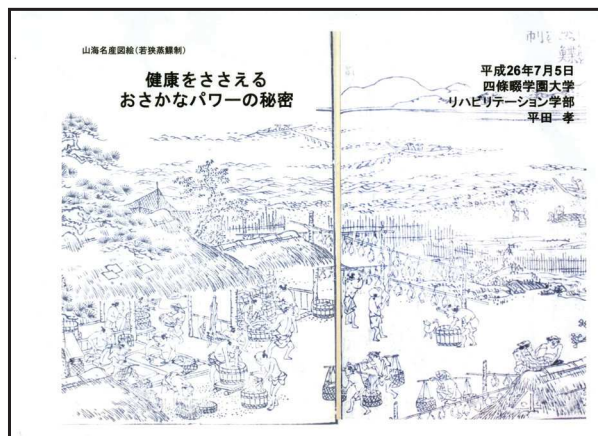 山海名産図絵(若狭蒸鰈制)
健康をささえる
おさかなパワーの秘密
平成26年7月5日
四條畷学園大学
リハビリテーション学部
平田 孝